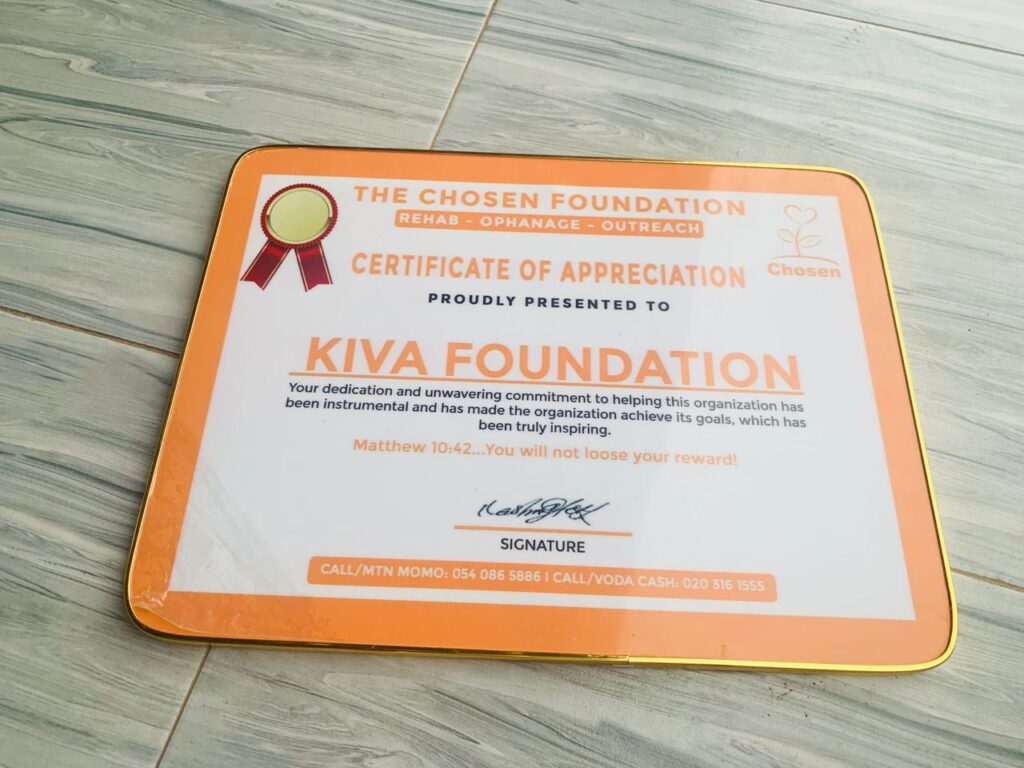 THE CHOSEN FOUNDATION
REHAB - OPHANAGE - OUTREACH
Chosen
CERTIFICATE OF APPRECIATION
PROUDLY PRESENTED TO
KIVA FOUNDATION
Your dedication and unwavering commitment to helping this organization has
been instrumental and has made the organization achieve its goals, which has
been truly inspiring.
Matthew 10:42...You will not loose your reward!
SIGNATURE
CALL/MTN MOMO: 054 086 5886 | CALL/VODA CASH: 020 316 1555